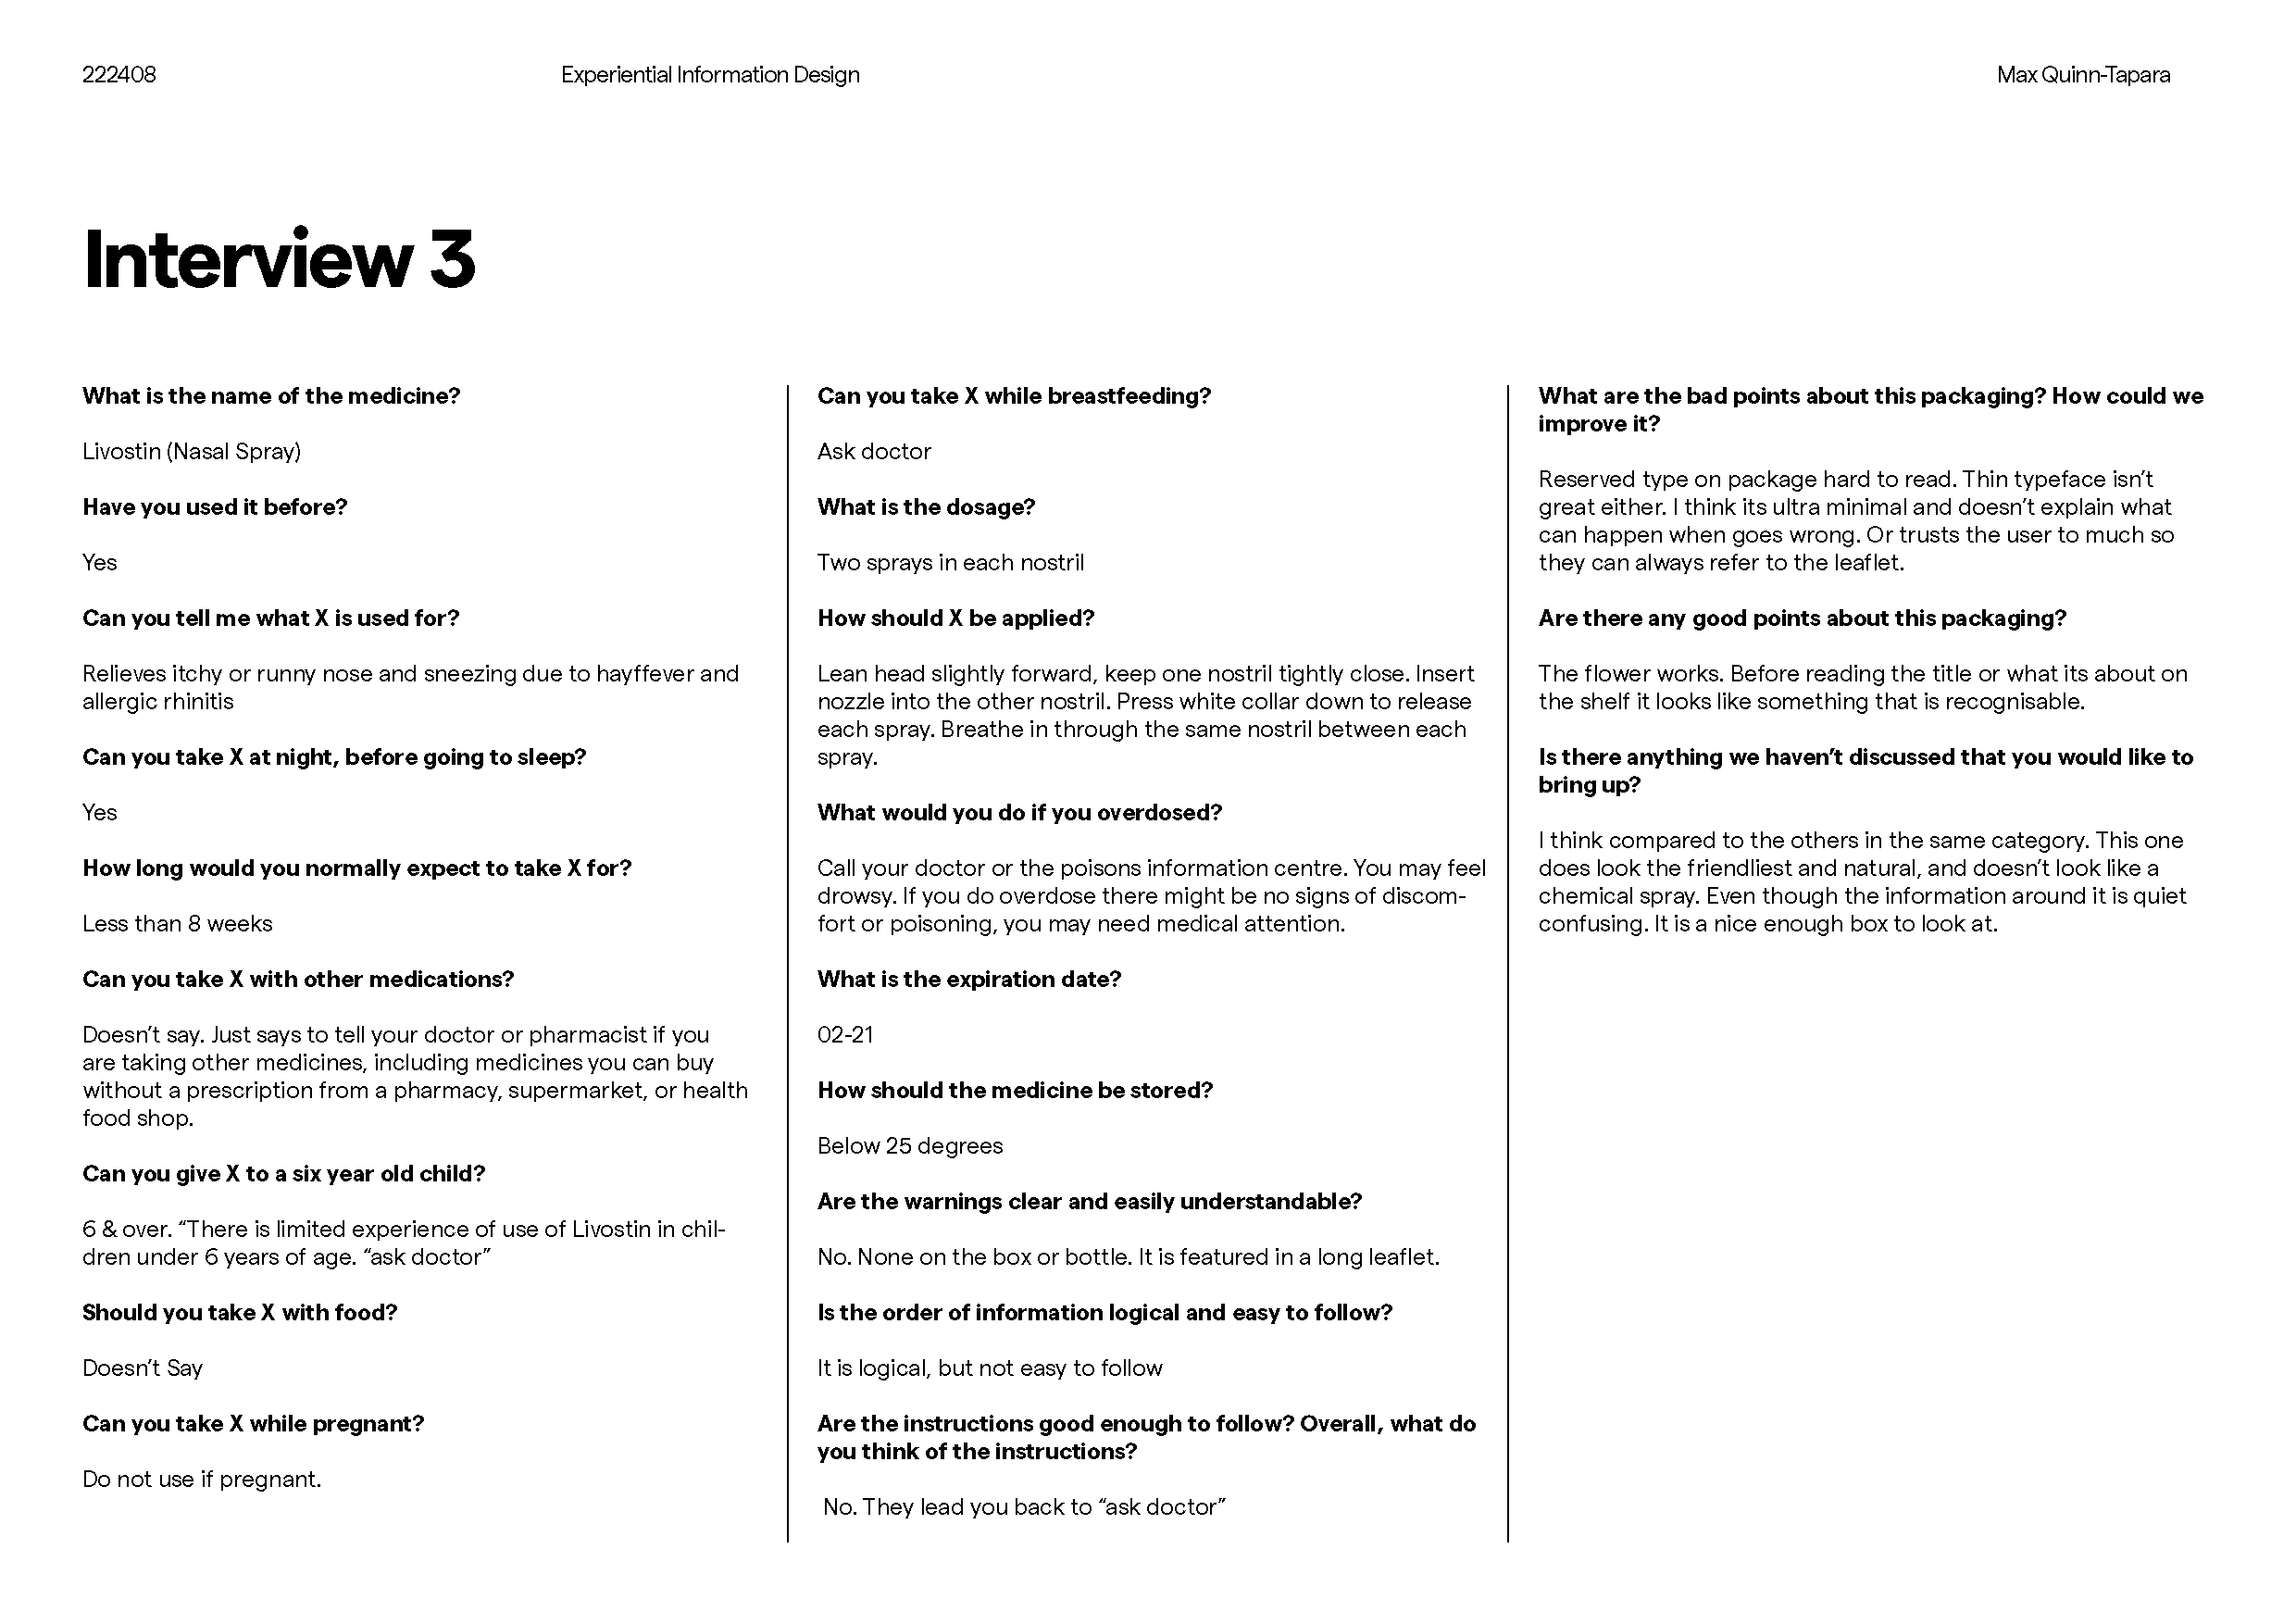 222408
Experiential Information Design
Max Quinn-Tapara
Interview 3
What is the name of the medicine?
Livostin (Nasal Spray)
Have you used it before?
Yes
Can you tell me what X is used for?
Relieves itchy or runny nose and sneezing due to hayffever and
allergic rhinitis
Can you take X at night, before going to sleep?
Yes
How long would you normally expect to take X for?
Less than 8 weeks
Can you take X with other medications?
Doesn’t say. Just says to tell your doctor or pharmacist if you
are taking other medicines, including medicines you can buy
without a prescription from a pharmacy, supermarket, or health
food shop.
Can you give X to a six year old child?
6 & over. “There is limited experience of use of Livostin in chil-
dren under 6 years of age. “ask doctor”
Should you take X with food?
Doesn’t Say
Can you take X while pregnant?
Do not use if pregnant.
Can you take X while breastfeeding?
Ask doctor
What is the dosage?
Two sprays in each nostril
How should X be applied?
Lean head slightly forward, keep one nostril tightly close. Insert
nozzle into the other nostril. Press white collar down to release
each spray. Breathe in through the same nostril between each
spray.
What would you do if you overdosed?
Call your doctor or the poisons information centre. You may feel
drowsy. If you do overdose there might be no signs of discom-
fort or poisoning, you may need medical attention.
What is the expiration date?
02-21
How should the medicine be stored?
Below 25 degrees
Are the warnings clear and easily understandable?
No. None on the box or bottle. It is featured in a long leaflet.
Is the order of information logical and easy to follow?
It is logical, but not easy to follow
Are the instructions good enough to follow? Overall, what do
you think of the instructions?
No. They lead you back to “ask doctor”
What are the bad points about this packaging? How could we
improve it?
Reserved type on package hard to read. Thin typeface isn’t
great either. I think its ultra minimal and doesn’t explain what
can happen when goes wrong. Or trusts the user to much so
they can always refer to the leaflet.
Are there any good points about this packaging?
The flower works. Before reading the title or what its about on
the shelf it looks like something that is recognisable.
Is there anything we haven’t discussed that you would like to
bring up?
I think compared to the others in the same category. This one
does look the friendliest and natural, and doesn’t look like a
chemical spray. Even though the information around it is quiet
confusing. It is a nice enough box to look at.